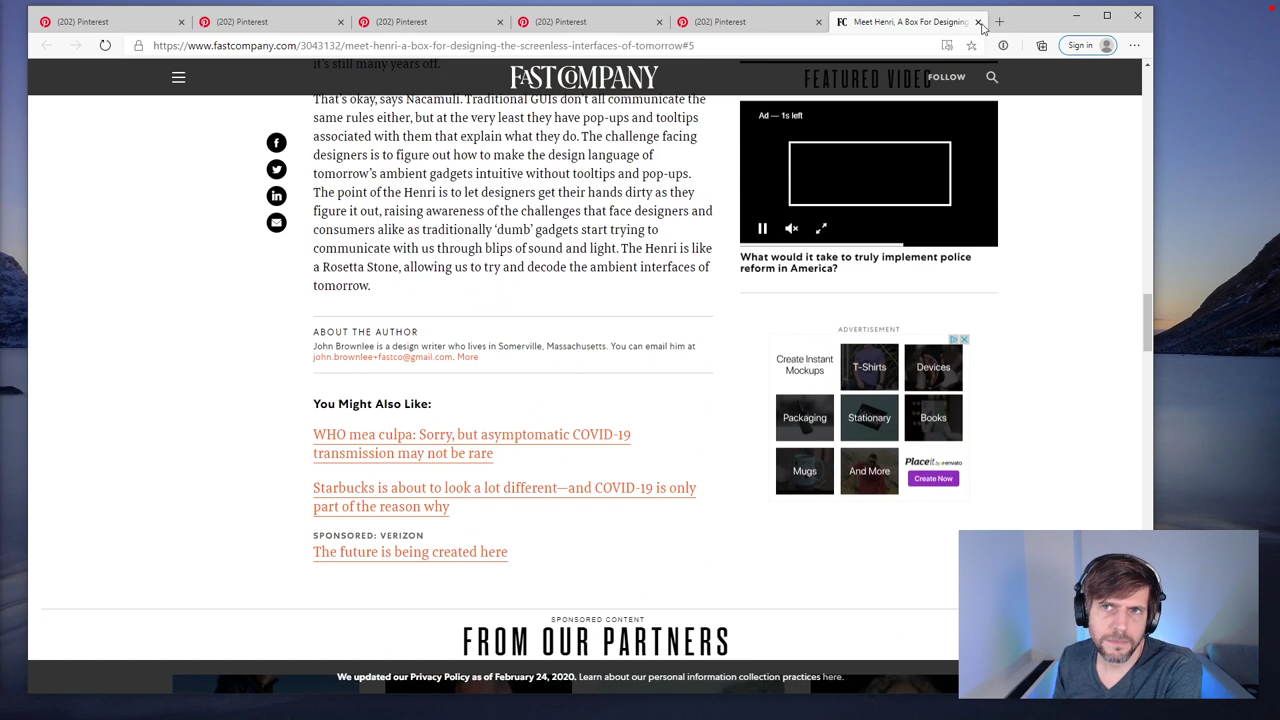 (202) Pinterest
(202) Pinterest
(202) Pinterest
(202) Pinterest
(202) Pinterest
FC Meet Henri, A Box For Designing
https://www.fastcompany.com/3043132/meet-henri-a-box-for-designing-the-screenless-interfaces-of-tomorrow#5
Sign in
it's still many years off.
FAST COMPANY
FEATURED VIDEO
FOLLOW
That's okay, says Nacamuli. Traditional GUIs don't all communicate the
same rules either, but at the very least they have pop-ups and tooltips
associated with them that explain what they do. The challenge facing
designers is to figure out how to make the design language of
tomorrow's ambient gadgets intuitive without tooltips and pop-ups.
The point of the Henri is to let designers get their hands dirty as they
figure it out, raising awareness of the challenges that face designers and
consumers alike as traditionally 'dumb' gadgets start trying to
communicate with us through blips of sound and light. The Henri is like
a Rosetta Stone, allowing us to try and decode the ambient interfaces of
tomorrow.
Ad — 1s left
What would it take to truly implement police
reform in America?
ABOUT THE AUTHOR
John Brownlee is a design writer who lives in Somerville, Massachusetts. You can email him at
john.brownlee+fastco@gmail.com. More
You Might Also Like:
WHO mea culpa: Sorry, but asymptomatic COVID-19
transmission may not be rare
Starbucks is about to look a lot different—and COVID-19 is only
part of the reason why
SPONSORED: VERIZON
The future is being created here
ADVERTISEMENT
Create Instant
Mockups
T-Shirts
Devices
Packaging
Stationary
Books
Mugs
And More
Placeit by envato
Create Now
SPONSORED CONTENT
FROM OUR PARTNERS
We updated our Privacy Policy as of February 24, 2020. Learn about our personal information collection practices here.